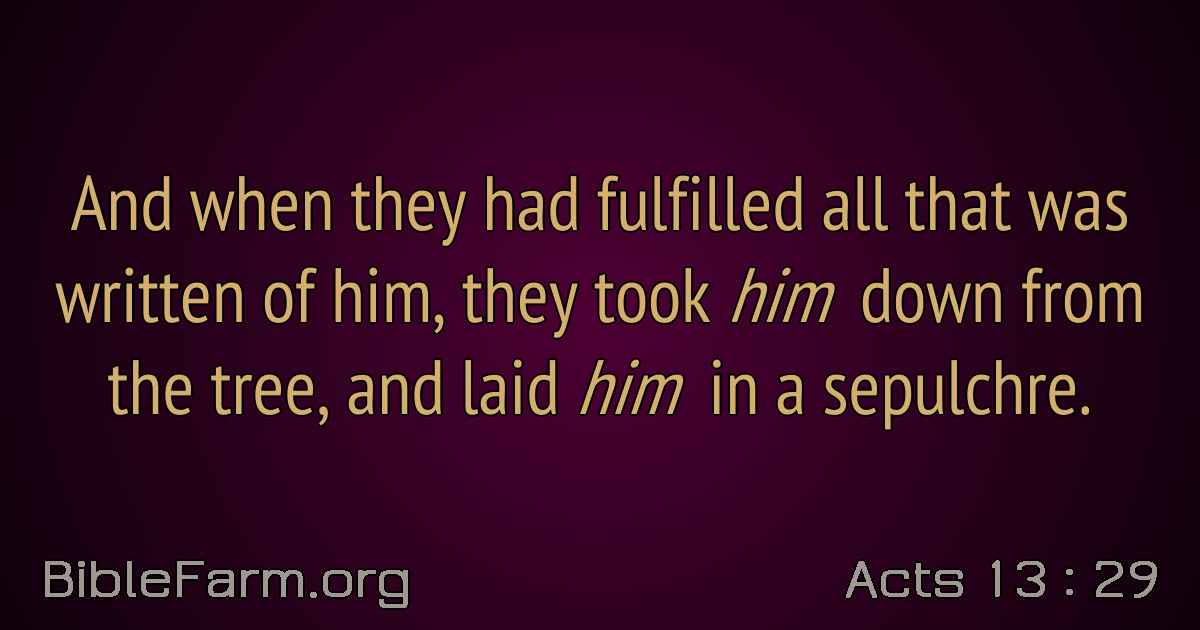 And when they had fulfilled all that was
written of him, they took him down from
the tree, and laid him in a sepulchre.
BibleFarm.org
Acts 13 : 29